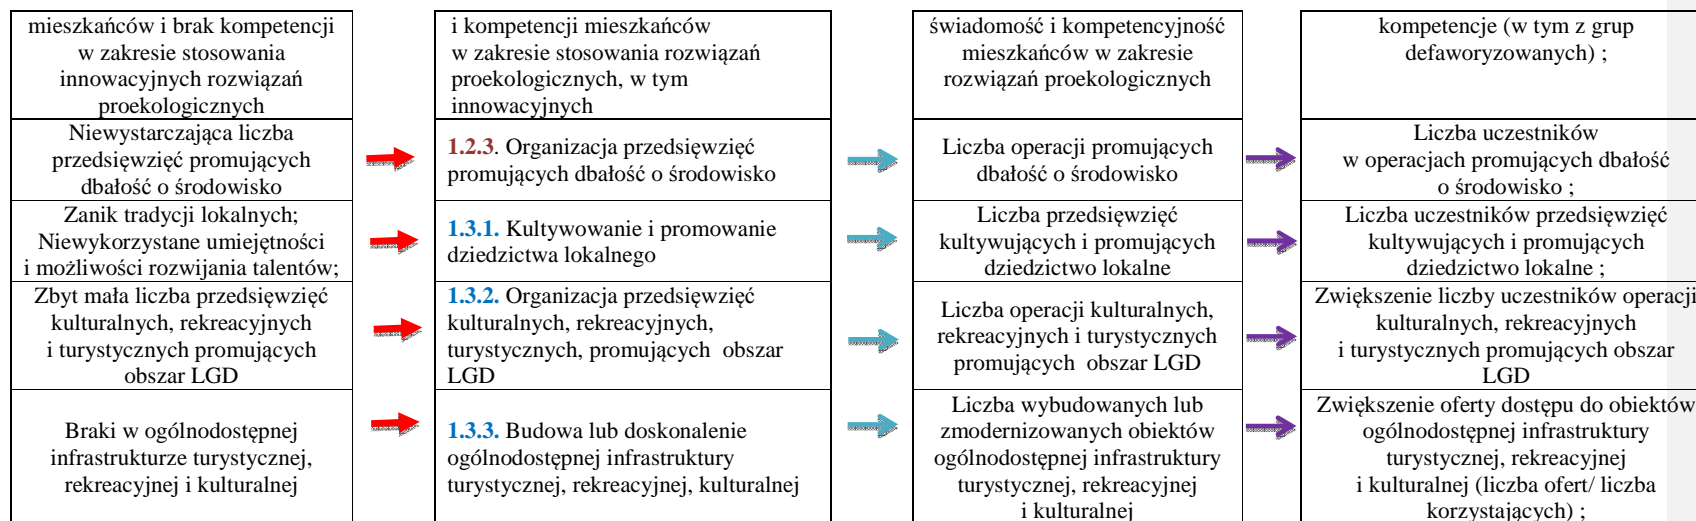 mieszkańców i brak kompetencji
w zakresie stosowania
innowacyjnych rozwiązań
proekologicznych
i kompetencji mieszkańców
w zakresie stosowania rozwiązań
proekologicznych, w tym
innowacyjnych
świadomość i kompetencyjność
mieszkańców w zakresie
rozwiązań proekologicznych
kompetencje (w tym z grup
defaworyzowanych) ;
Niewystarczająca liczba
przedsięwzięć promujących
dbałość o środowisko
1.2.3. Organizacja przedsięwzięć
promujących dbałość o środowisko
Liczba operacji promujących
dbałość o środowisko
Liczba uczestników
w operacjach promujących dbałość
o środowisko ;
Zanik tradycji lokalnych;
Niewykorzystane umiejętności
i możliwości rozwijania talentów;
1.3.1. Kultywowanie i promowanie
dziedzictwa lokalnego
Liczba przedsięwzięć
kultywujących i promujących
dziedzictwo lokalne
Liczba uczestników przedsięwzięć
kultywujących i promujących
dziedzictwo lokalne ;
Zbyt mała liczba przedsięwzięć
kulturalnych, rekreacyjnych
i turystycznych promujących
obszar LGD
1.3.2. Organizacja przedsięwzięć
kulturalnych, rekreacyjnych,
turystycznych, promujących obszar
LGD
Liczba operacji kulturalnych,
rekreacyjnych i turystycznych
promujących obszar LGD
Zwiększenie liczby uczestników operacji
kulturalnych, rekreacyjnych
i turystycznych promujących obszar
LGD
Braki w ogólnodostępnej
infrastrukturze turystycznej,
rekreacyjnej i kulturalnej
1.3.3. Budowa lub doskonalenie
ogólnodostępnej infrastruktury
turystycznej, rekreacyjnej, kulturalnej
Liczba wybudowanych lub
zmodernizowanych obiektów
ogólnodostępnej infrastruktury
turystycznej, rekreacyjnej
i kulturalnej
Zwiększenie oferty dostępu do obiektów
ogólnodostępnej infrastruktury
turystycznej, rekreacyjnej
i kulturalnej (liczba ofert/ liczba
korzystających) ;